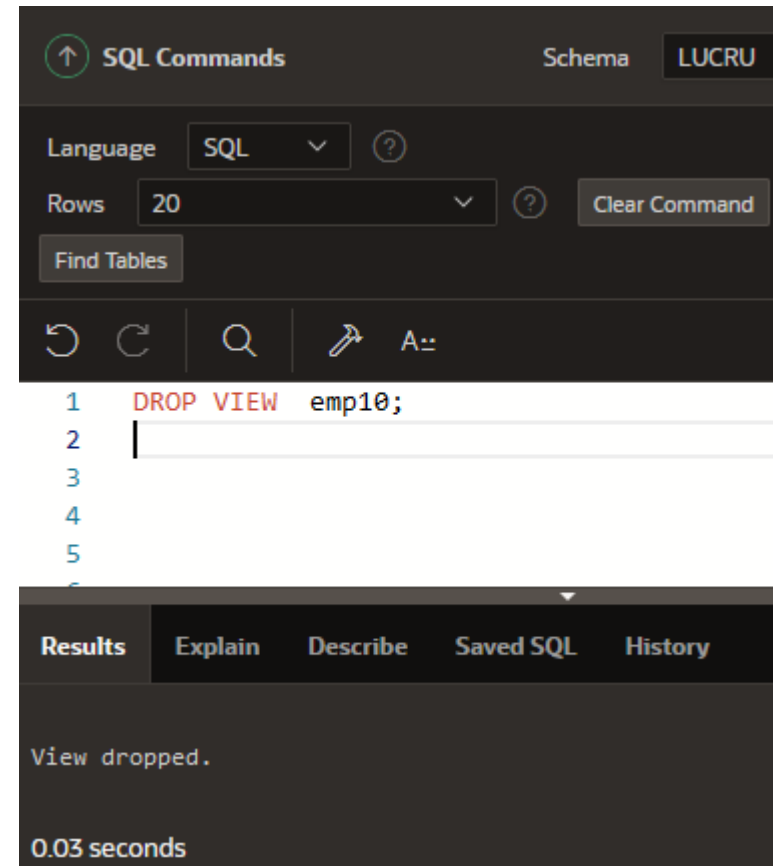 SQL Commands Schema LUCRU
Language SQL ?
Rows 20 ? Clear Command
Find Tables
A
1 DROP VIEW emp10;
2
3
4
5
Results Explain Describe Saved SQL History
View dropped.
0.03 seconds